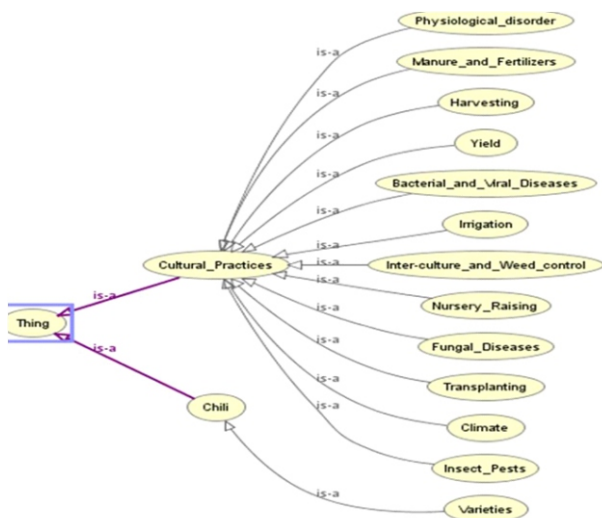 Physiological_disorder
is-a
Manure_and_Fertilizers
is-a
Harvesting
is-a
Yield
is-a
Bacterial_and_Viral_Diseases
is-a
Irrigation
is-a
Cultural_Practices
is-a
Inter-culture_and_Weed_control
is-a
Nursery_Raising
is-a
Thing
is-a
Fungal_Diseases
is-a
is-a
Transplanting
is-a
Chili
is-a
Climate
is-a
Insect_Pests
is-a
Varieties